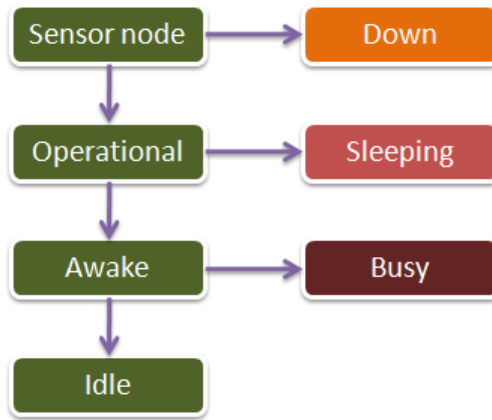 Sensor node
Down
Operational
Sleeping
Awake
Busy
Idle